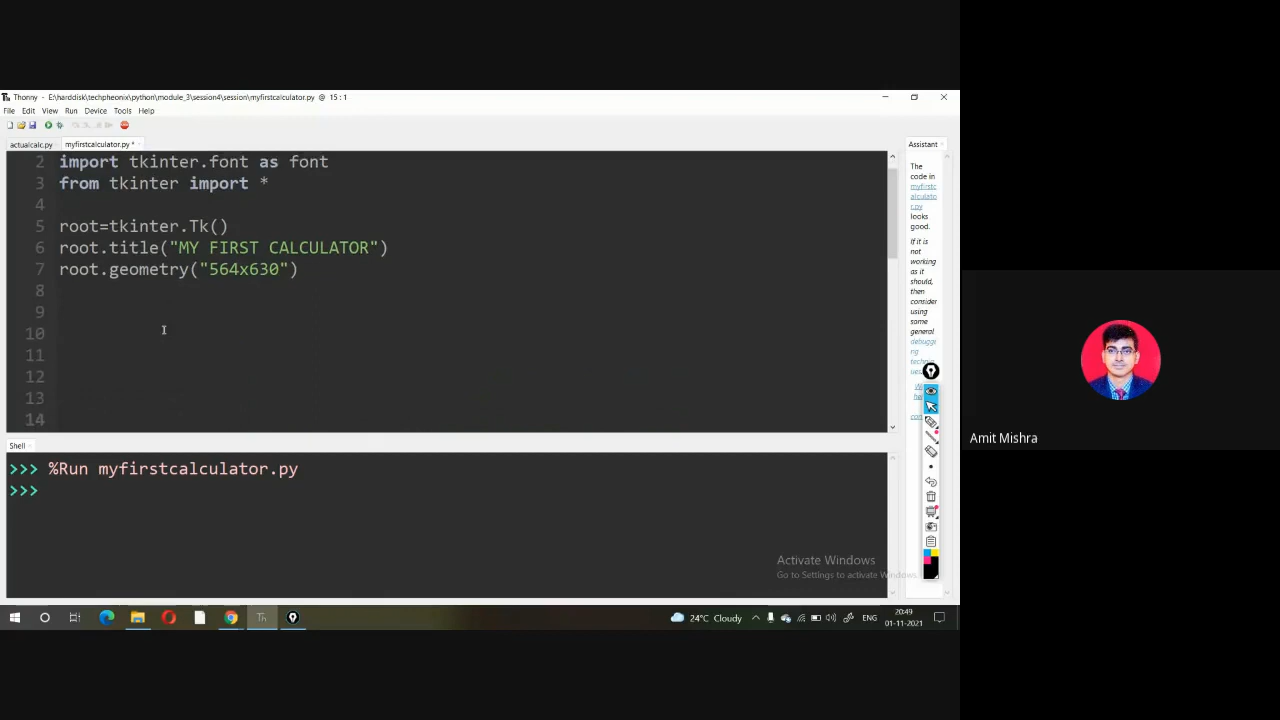 Thonny - E:\harddisk\techpheonix\python\module_3\session4\session\myfirstcalculator.py @ 15 : 1
File Edit View Run Device Tools Help
actualcalc.py
myfirstcalculator.py *
2 import tkinter.font as font
3 from tkinter import *
4
5 root=tkinter.Tk()
6 root.title("MY FIRST CALCULATOR")
7 root.geometry("564x630")
8
9
10
11
12
13
14
Shell
>>> %Run myfirstcalculator.py
>>>
Assistant
The
code in
myfirstc
alculato
r.py
looks
good.
If it is
not
working
as it
should,
then
consider
using
some
general
debuggi
ng
Activate Windows
Go to Settings to activate Windows.
24°C Cloudy
ENG
20:49
01-11-2021
Amit Mishra